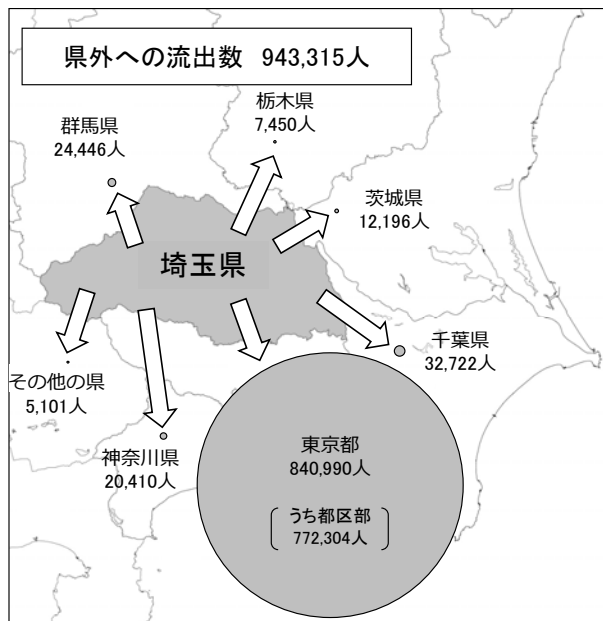 県外への流出数 943,315人
栃木県
7,450人
群馬県
24,446人
茨城県
12,196人
埼玉県
千葉県
32,722人
その他の県
5,101人
神奈川県
20,410人
東京都
840,990人
うち都区部
772,304人